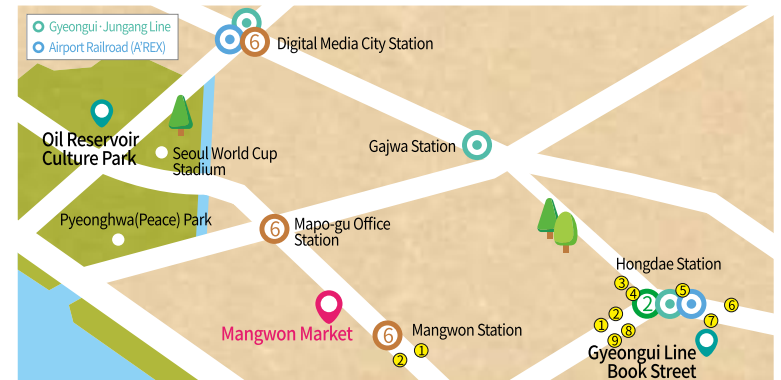 Gyeongui·Jungang Line
Airport Railroad (A'REX)
6
Digital Media City Station
Oil Reservoir
Culture Park
Seoul World Cup
Stadium
Gajwa Station
Pyeonghwa(Peace) Park
6
Mapo-gu Office
Station
Hongdae Station
3
4
2
5
6
2
1
8
7
9
Mangwon Market
6
Mangwon Station
1
2
Gyeongui Line
Book Street